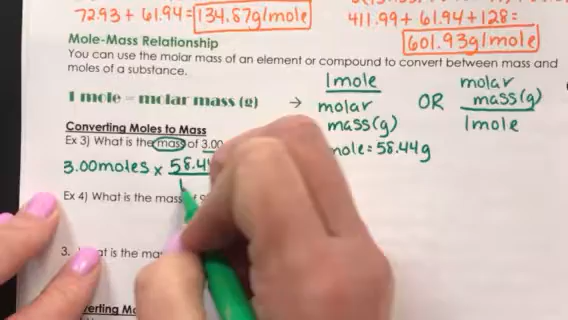 72.93 + 61.94 = 134.87g/mole
411.99 + 61.94 + 128 =
601.93g/mole
Mole-Mass Relationship
You can use the molar mass of an element or compound to convert between mass and
moles of a substance.
1 mole = molar mass (g) → 1mole OR molar
molar mass(g)
mass(g) 1mole
Converting Moles to Mass
Ex 3) What is the mass of 3.00
mole = 58.44g
3.00moles × 58.44
Ex 4) What is the mass of
3. What is the